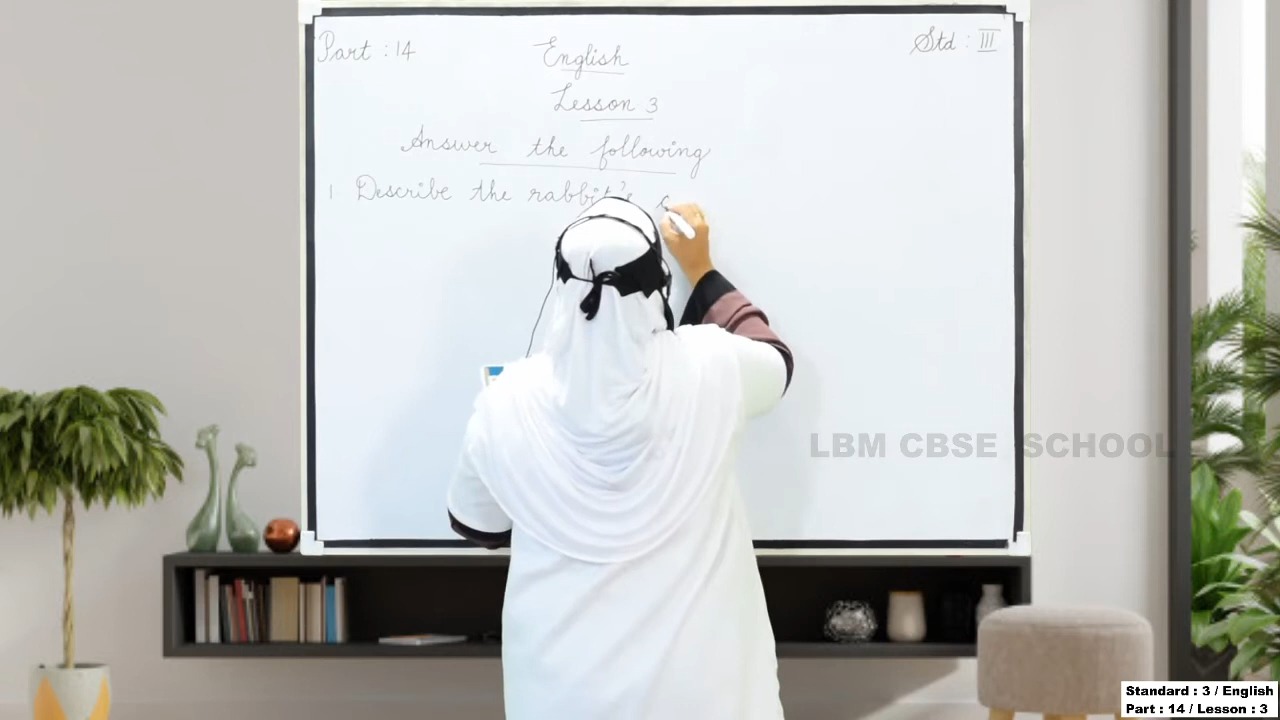 Part : 14
English
Std : III
Lesson 3
Answer the following
1. Describe the rabbit's
LBM CBSE SCHOOL
Standard : 3 / English
Part : 14 / Lesson : 3